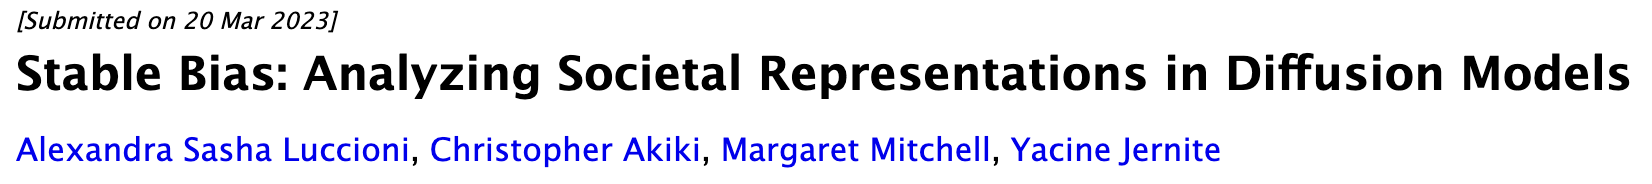 [Submitted on 20 Mar 2023]
Stable Bias: Analyzing Societal Representations in Diffusion Models
Alexandra Sasha Luccioni, Christopher Akiki, Margaret Mitchell, Yacine Jernite